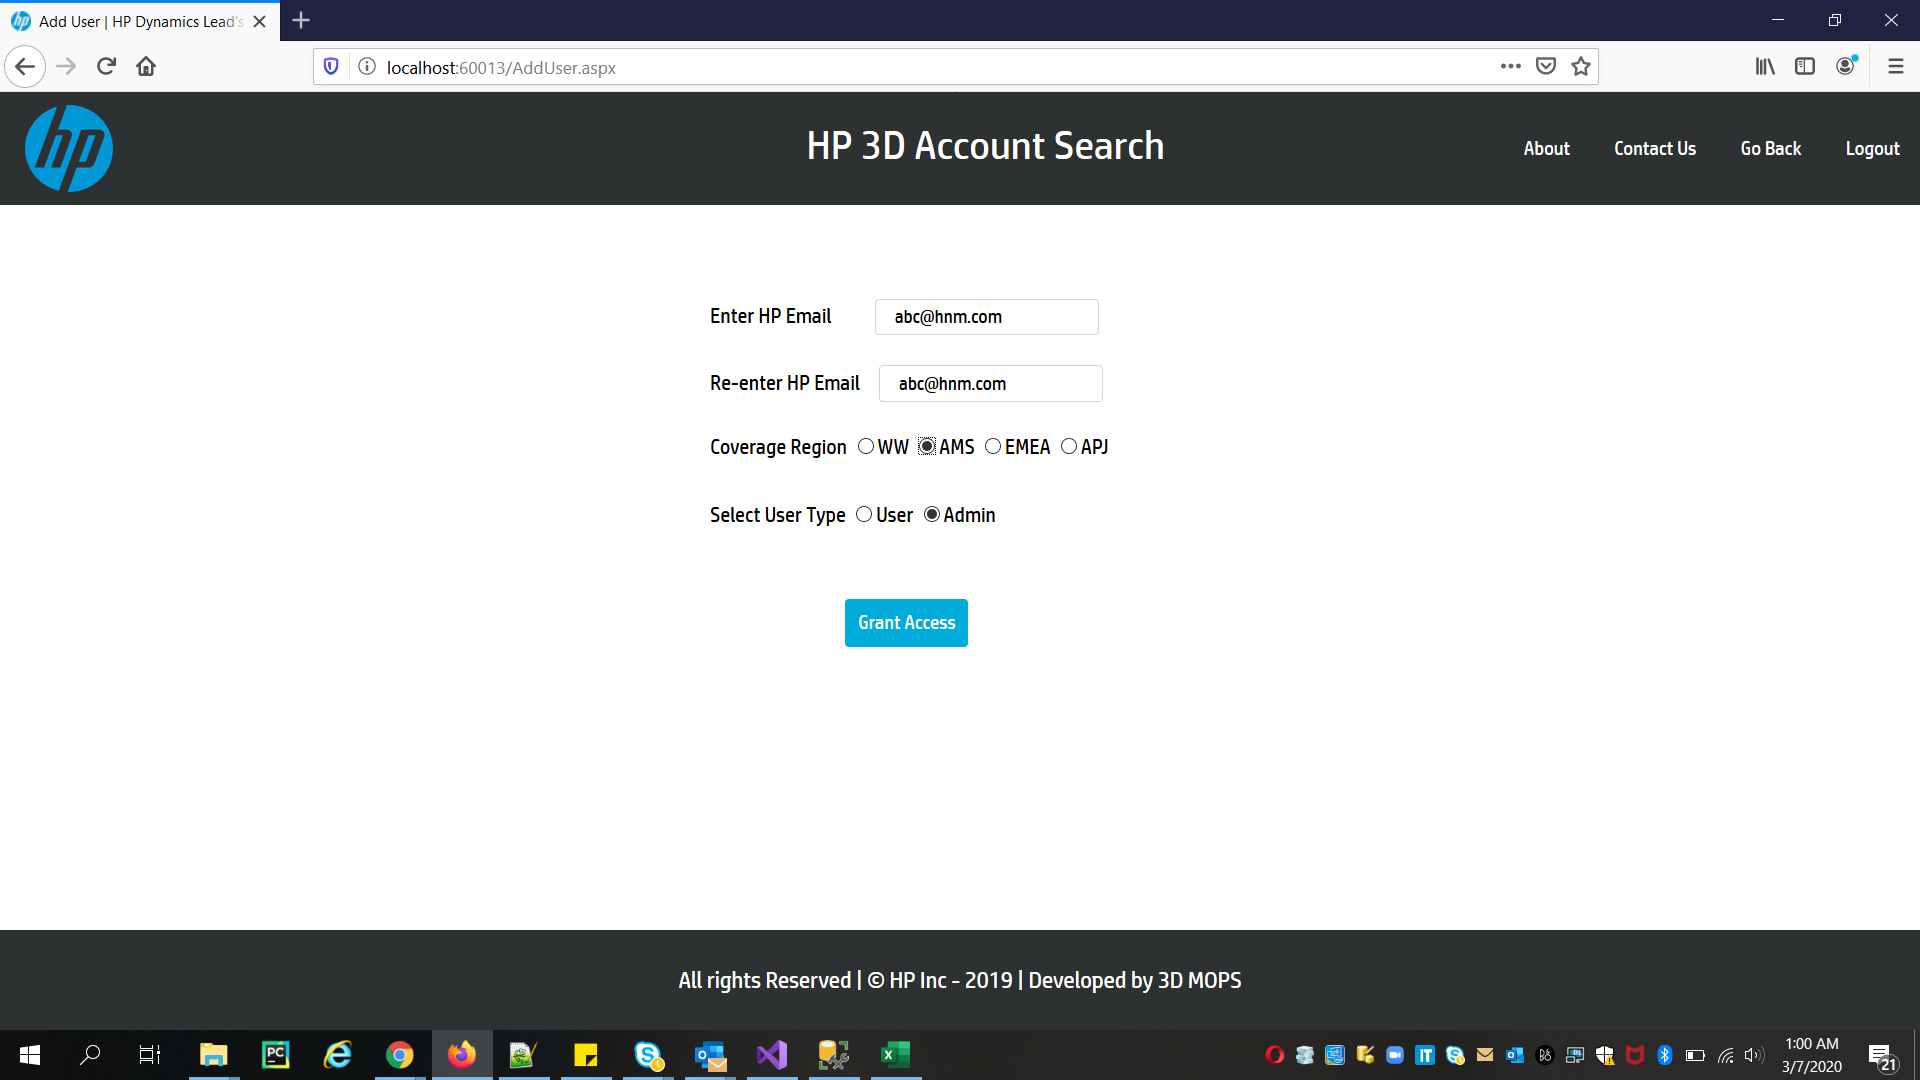 Add User | HP Dynamics Lead's
localhost:60013/AddUser.aspx
hp
HP 3D Account Search
About
Contact Us
Go Back
Logout
Enter HP Email
abc@hnm.com
Re-enter HP Email
abc@hnm.com
Coverage Region WW AMS EMEA APJ
Select User Type User Admin
Grant Access
All rights Reserved | © HP Inc - 2019 | Developed by 3D MOPS
1:00 AM
3/7/2020
21